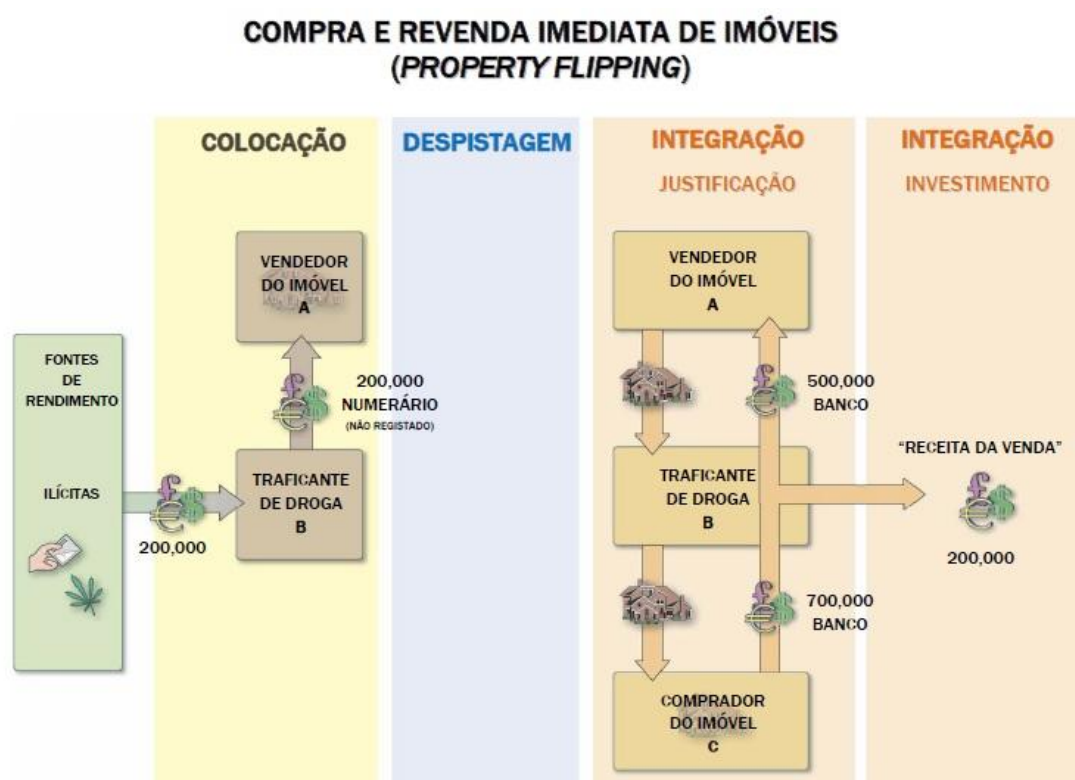 COMPRA E REVENDA IMEDIATA DE IMÓVEIS
(PROPERTY FLIPPING)
COLOCAÇÃO
DESPISTAGEM
INTEGRAÇÃO
JUSTIFICAÇÃO
INTEGRAÇÃO
INVESTIMENTO
FONTES
DE
RENDIMENTO
ILÍCITAS
200,000
VENDEDOR
DO IMÓVEL
A
200,000
NUMERÁRIO
(NÃO REGISTADO)
TRAFICANTE
DE DROGA
B
VENDEDOR
DO IMÓVEL
A
500,000
BANCO
TRAFICANTE
DE DROGA
B
700,000
BANCO
COMPRADOR
DO IMÓVEL
C
"RECEITA DA VENDA"
200,000